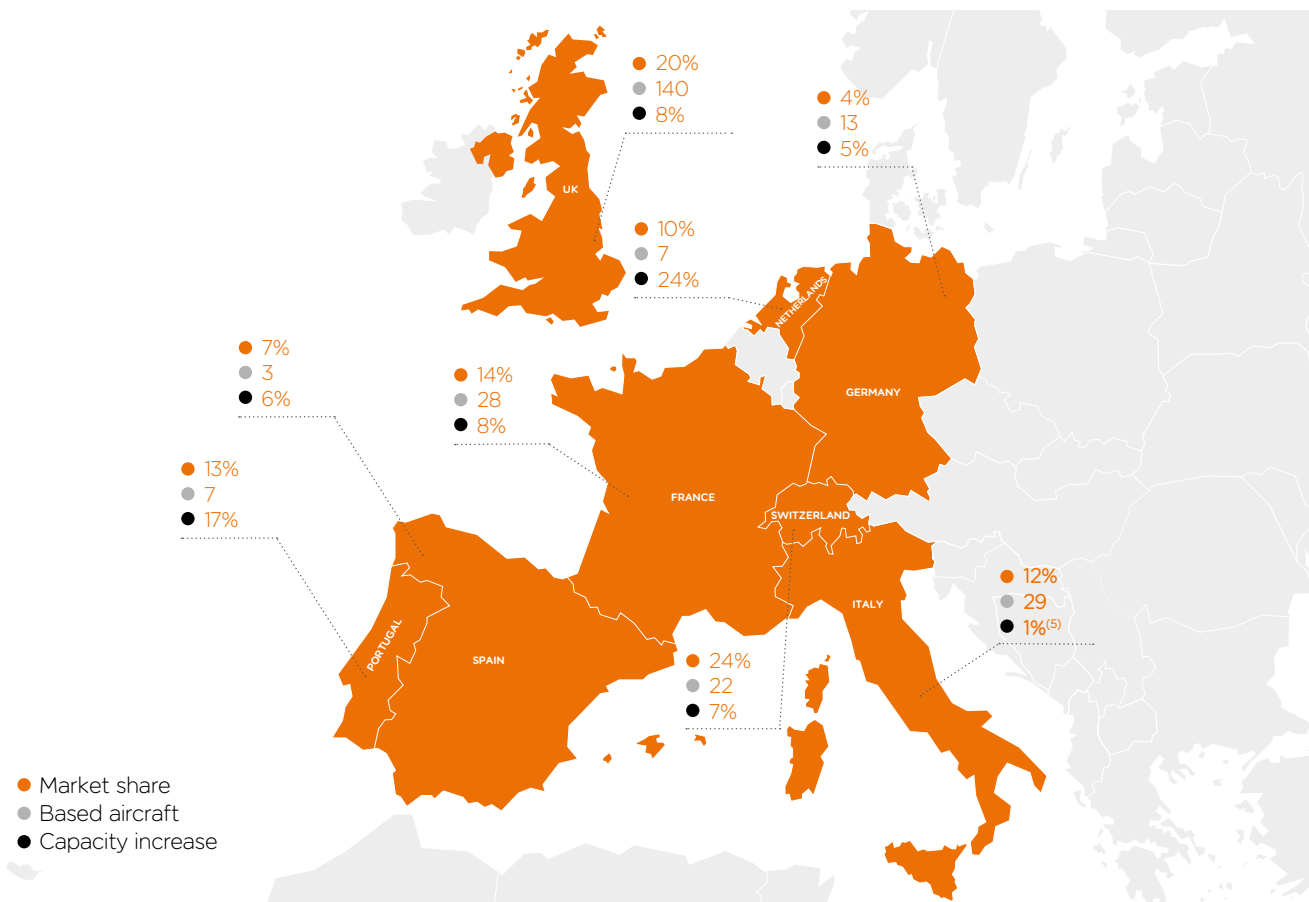 20%
140
8%
4%
13
5%
UK
10%
7
24%
NETHERLANDS
7%
3
6%
14%
28
8%
GERMANY
13%
7
17%
FRANCE
SWITZERLAND
12%
29
1%(5)
ITALY
PORTUGAL
SPAIN
24%
22
7%
Market share
Based aircraft
Capacity increase